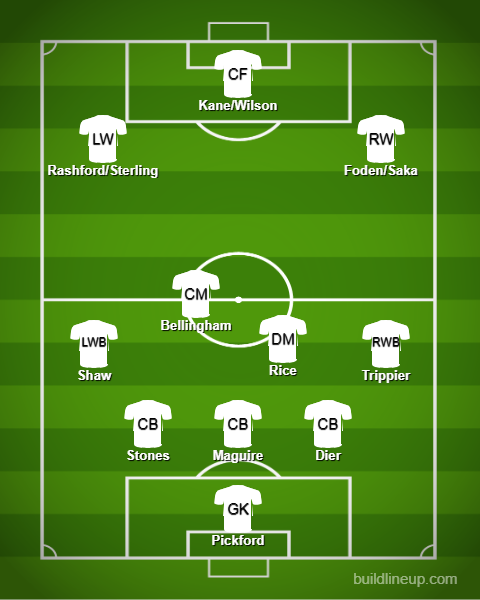 CF
Kane/Wilson
LW
RW
Rashford/Sterling
Foden/Saka
CM
Bellingham
DM
Rice
LWB
Shaw
RWB
Trippier
CB
CB
CB
Stones
Maguire
Dier
GK
Pickford
buildlineup.com